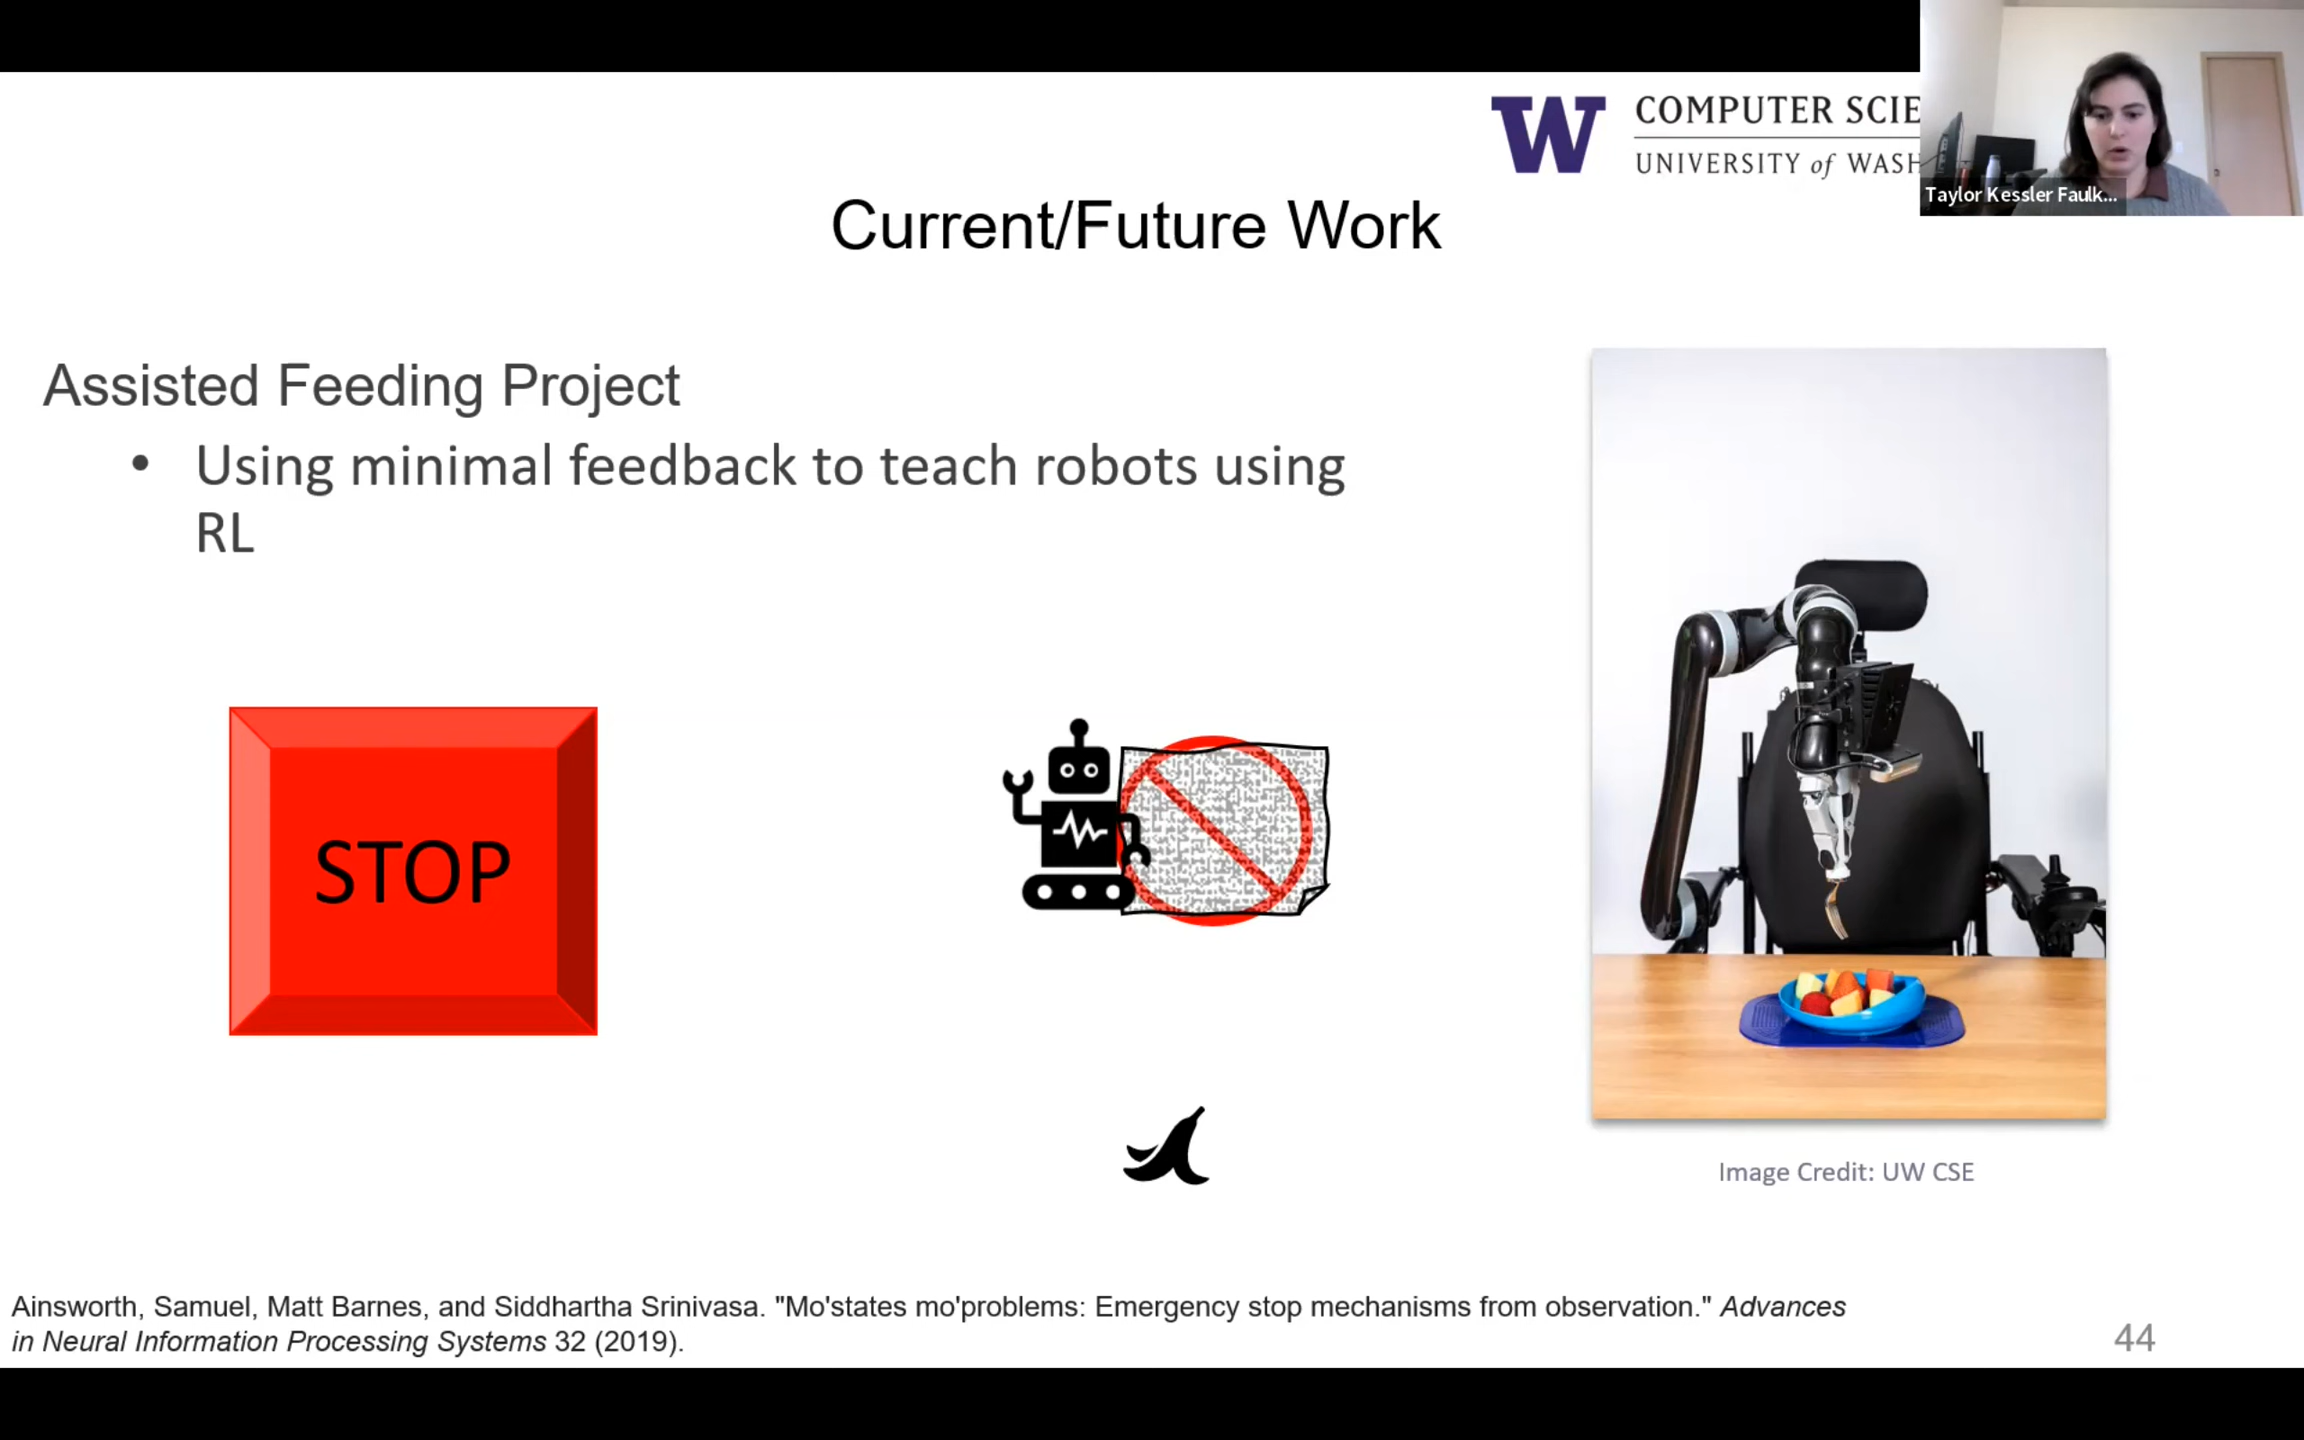 COMPUTER SCIE
UNIVERSITY of WASH
Taylor Kessler Faulk...
Current/Future Work
Assisted Feeding Project
• Using minimal feedback to teach robots using
RL
STOP
Image Credit: UW CSE
Ainsworth, Samuel, Matt Barnes, and Siddhartha Srinivasa. "Mo'states mo'problems: Emergency stop mechanisms from observation." Advances
in Neural Information Processing Systems 32 (2019).
44